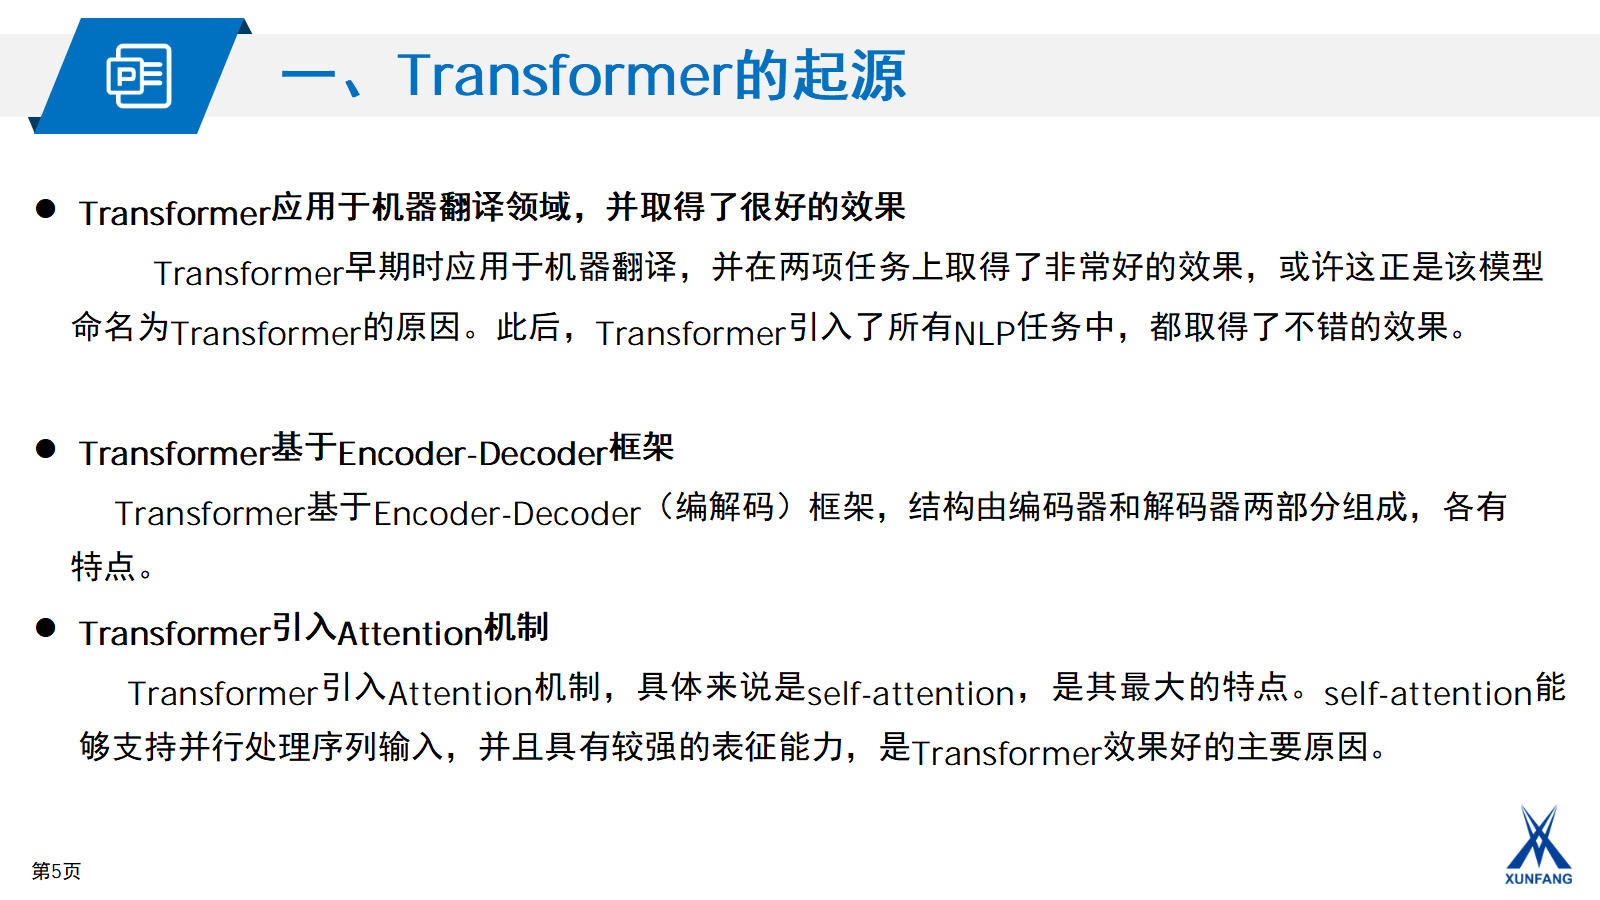 一、Transformer的起源
● Transformer应用于机器翻译领域，并取得了很好的效果
Transformer早期时应用于机器翻译，并在两项任务上取得了非常好的效果，或许这正是该模型
命名为Transformer的原因。此后，Transformer引入了所有NLP任务中，都取得了不错的效果。
● Transformer基于Encoder-Decoder框架
Transformer基于Encoder-Decoder（编解码）框架，结构由编码器和解码器两部分组成，各有
特点。
● Transformer引入Attention机制
Transformer引入Attention机制，具体来说是self-attention，是其最大的特点。self-attention能
够支持并行处理序列输入，并且具有较强的表征能力，是Transformer效果好的主要原因。
第5页
XUNFANG